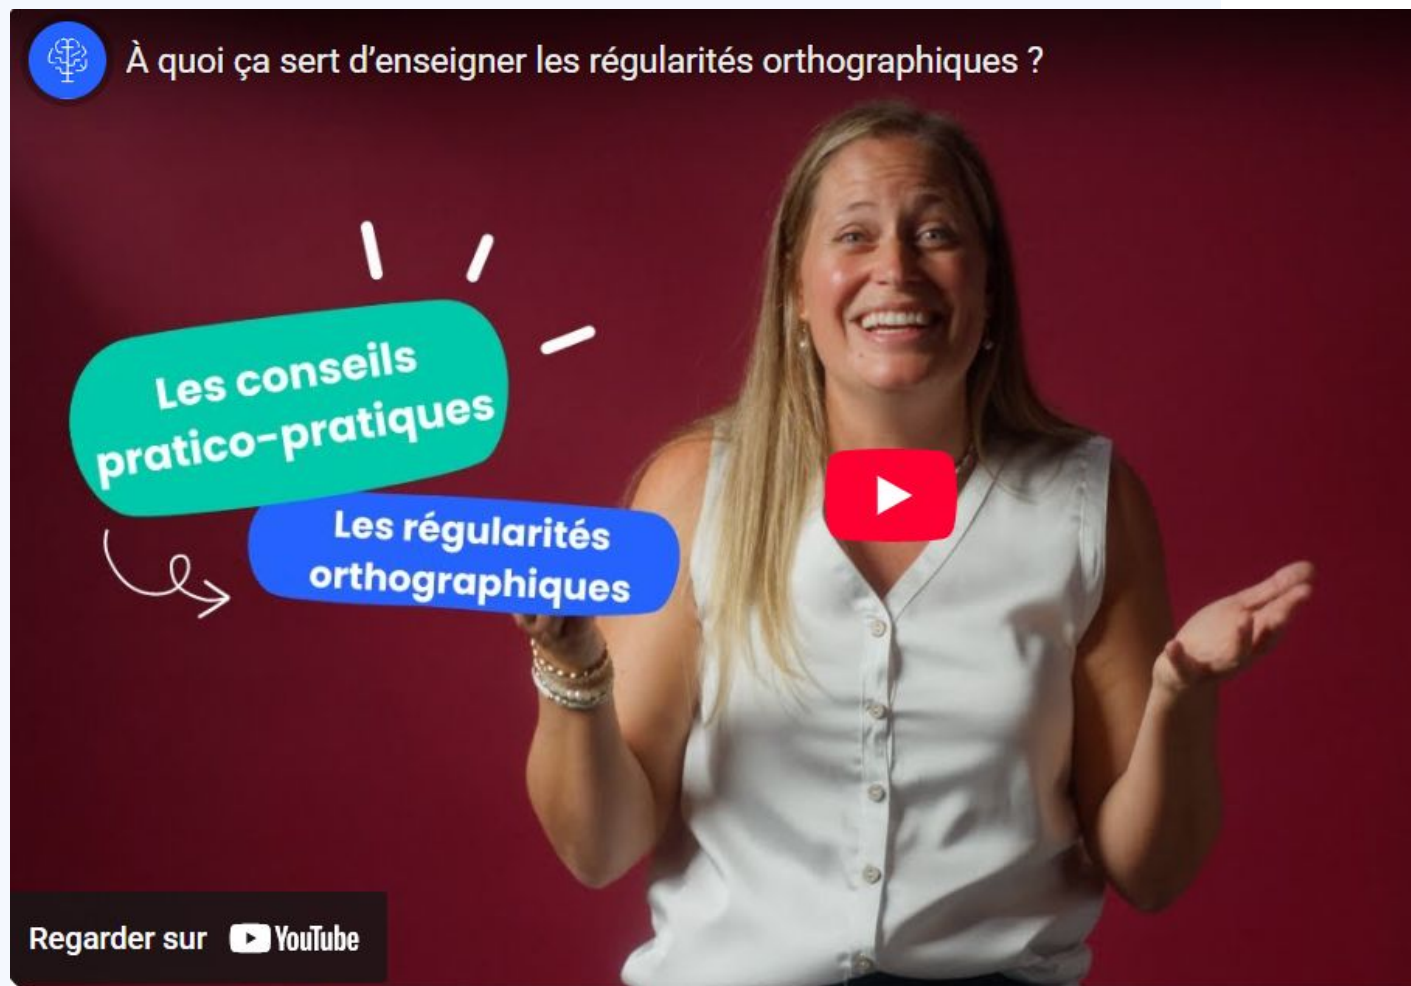 À quoi ça sert d’enseigner les régularités orthographiques ?
Les conseils
pratico-pratiques
Les régularités
orthographiques
Regarder sur YouTube